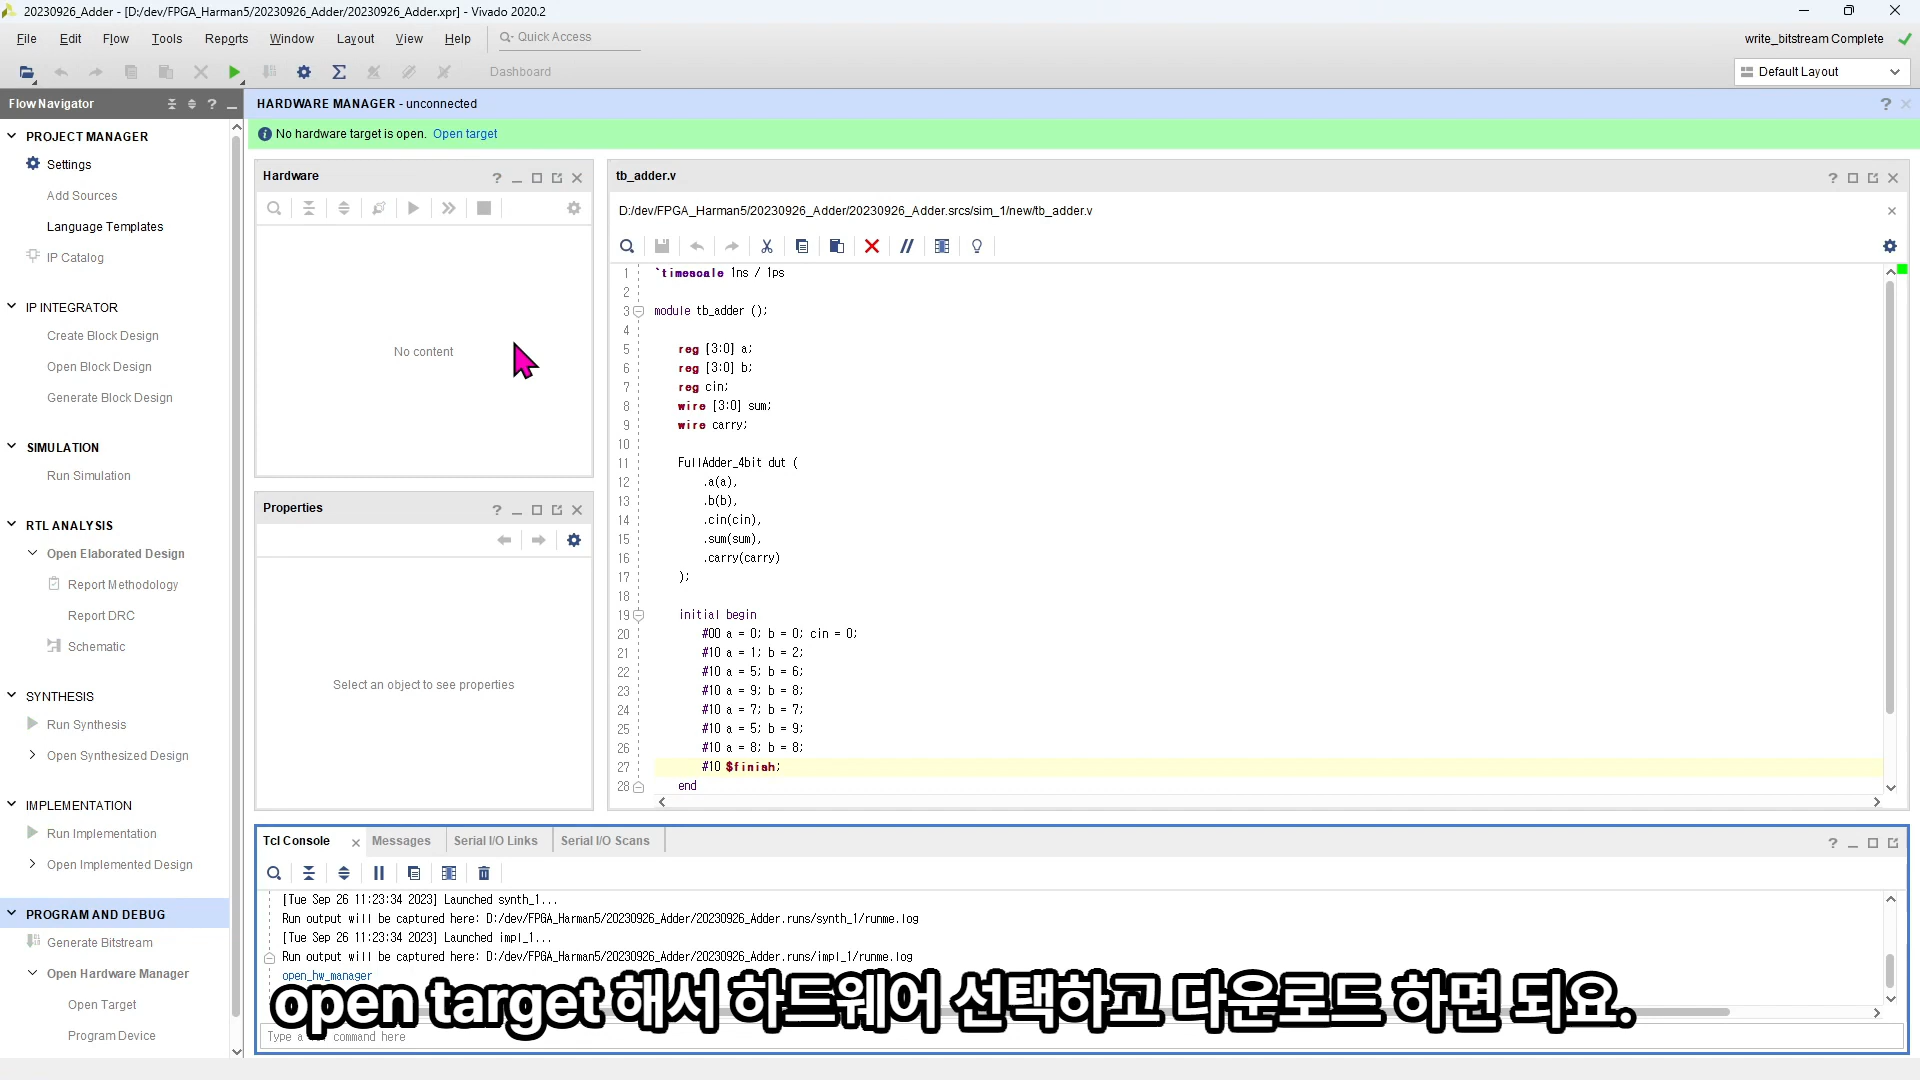 20230926_Adder - [D:/dev/FPGA_Harman5/20230926_Adder/20230926_Adder.xpr] - Vivado 2020.2
File Edit Flow Tools Reports Window Layout View Help Quick Access
write_bitstream Complete
Dashboard
Default Layout
Flow Navigator
HARDWARE MANAGER - unconnected
No hardware target is open. Open target
PROJECT MANAGER
Settings
Add Sources
Language Templates
IP Catalog
IP INTEGRATOR
Create Block Design
Open Block Design
Generate Block Design
SIMULATION
Run Simulation
RTL ANALYSIS
Open Elaborated Design
Report Methodology
Report DRC
Schematic
SYNTHESIS
Run Synthesis
Open Synthesized Design
IMPLEMENTATION
Run Implementation
Open Implemented Design
PROGRAM AND DEBUG
Generate Bitstream
Open Hardware Manager
Open Target
Program Device
Hardware
No content
Properties
Select an object to see properties
tb_adder.v
D:/dev/FPGA_Harman5/20230926_Adder/20230926_Adder.srcs/sim_1/new/tb_adder.v
1 `timescale 1ns / 1ps
2
3 module tb_adder ();
4
5 reg [3:0] a;
6 reg [3:0] b;
7 reg cin;
8 wire [3:0] sum;
9 wire carry;
10
11 FullAdder_4bit dut (
12 .a(a),
13 .b(b),
14 .cin(cin),
15 .sum(sum),
16 .carry(carry)
17 );
18
19 initial begin
20 #00 a = 0; b = 0; cin = 0;
21 #10 a = 1; b = 2;
22 #10 a = 5; b = 6;
23 #10 a = 9; b = 8;
24 #10 a = 7; b = 7;
25 #10 a = 5; b = 9;
26 #10 a = 8; b = 8;
27 #10 $finish;
28 end
Tcl Console Messages Serial I/O Links Serial I/O Scans
[Tue Sep 26 11:23:34 2023] Launched synth_1...
Run output will be captured here: D:/dev/FPGA_Harman5/20230926_Adder/20230926_Adder.runs/synth_1/runme.log
[Tue Sep 26 11:23:34 2023] Launched impl_1...
Run output will be captured here: D:/dev/FPGA_Harman5/20230926_Adder/20230926_Adder.runs/impl_1/runme.log
open_hw_manager
open target 해서 하드웨어 선택하고 다운로드 하면 되요.
Type a command here